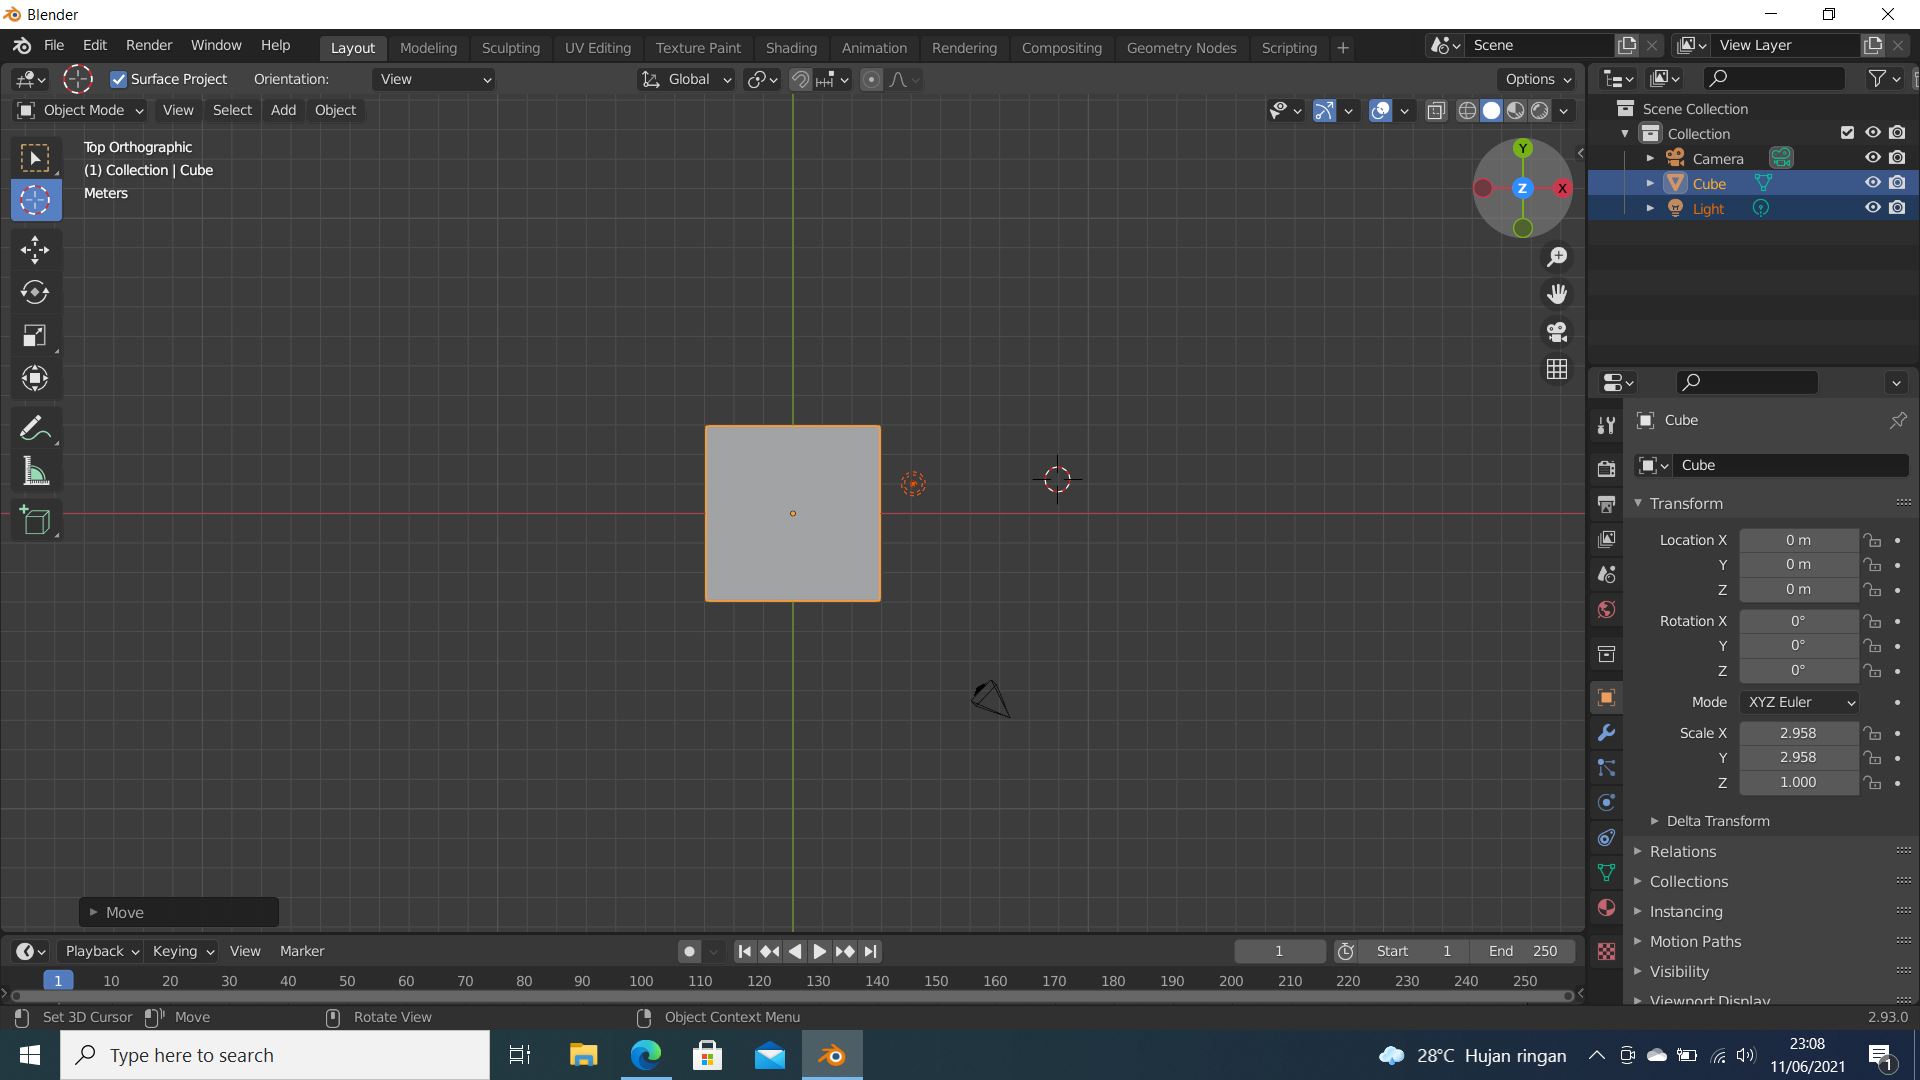 Blender
File Edit Render Window Help Layout Modeling Sculpting UV Editing Texture Paint Shading Animation Rendering Compositing Geometry Nodes Scripting + Scene View Layer
Surface Project Orientation: View Global Options
Object Mode View Select Add Object
Top Orthographic
(1) Collection | Cube
Meters
Y
Z X
Scene Collection
Collection
Camera
Cube
Light
Cube
Cube
Transform
Location X 0 m
Y 0 m
Z 0 m
Rotation X 0°
Y 0°
Z 0°
Mode XYZ Euler
Scale X 2.958
Y 2.958
Z 1.000
Delta Transform
Relations
Collections
Instancing
Motion Paths
Visibility
Viewport Display
Move
Playback Keying View Marker 1 Start 1 End 250
1 10 20 30 40 50 60 70 80 90 100 110 120 130 140 150 160 170 180 190 200 210 220 230 240 250
Set 3D Cursor Move Rotate View Object Context Menu 2.93.0
Type here to search 28°C Hujan ringan 23:08
11/06/2021 1